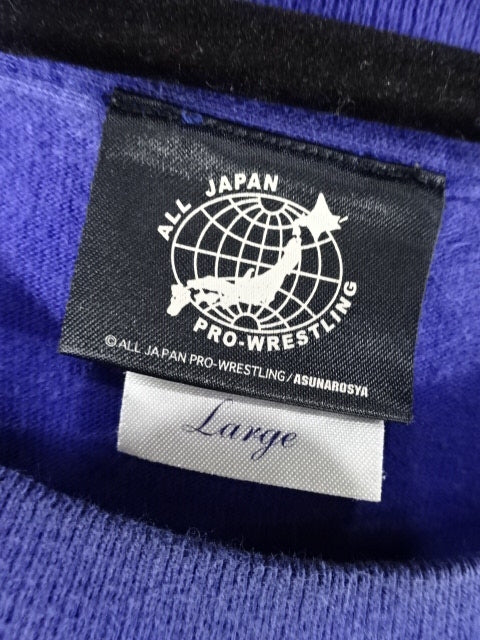 ALL JAPAN
PRO-WRESTLING
©ALL JAPAN PRO-WRESTLING/ASUNAROSYA
Large